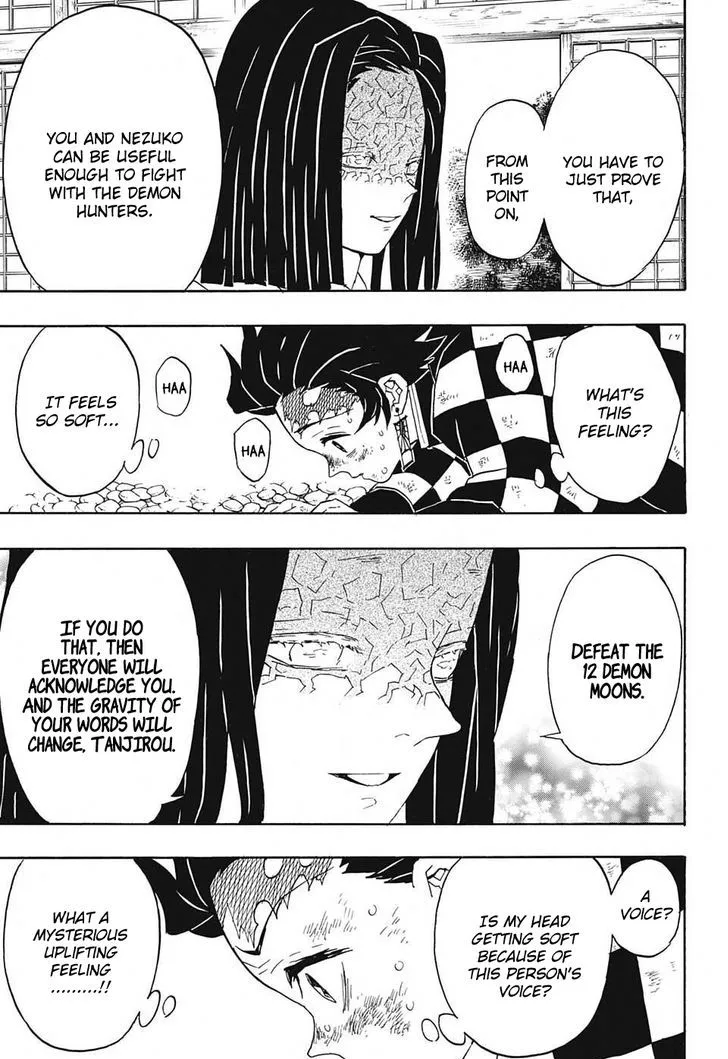 YOU HAVE TO
JUST PROVE
THAT,
FROM
THIS
POINT
ON,
YOU AND NEZUKO
CAN BE USEFUL
ENOUGH TO FIGHT
WITH THE DEMON
HUNTERS.
WHAT'S
THIS
FEELING?
HAA
HAA
HAA
IT FEELS
SO SOFT...
DEFEAT THE
12 DEMON
MOONS.
IF YOU DO
THAT, THEN
EVERYONE WILL
ACKNOWLEDGE YOU.
AND THE GRAVITY OF
YOUR WORDS WILL
CHANGE, TANJIROU.
A
VOICE?
IS MY HEAD
GETTING SOFT
BECAUSE OF
THIS PERSON'S
VOICE?
WHAT A
MYSTERIOUS
UPLIFTING
FEELING
.........!!